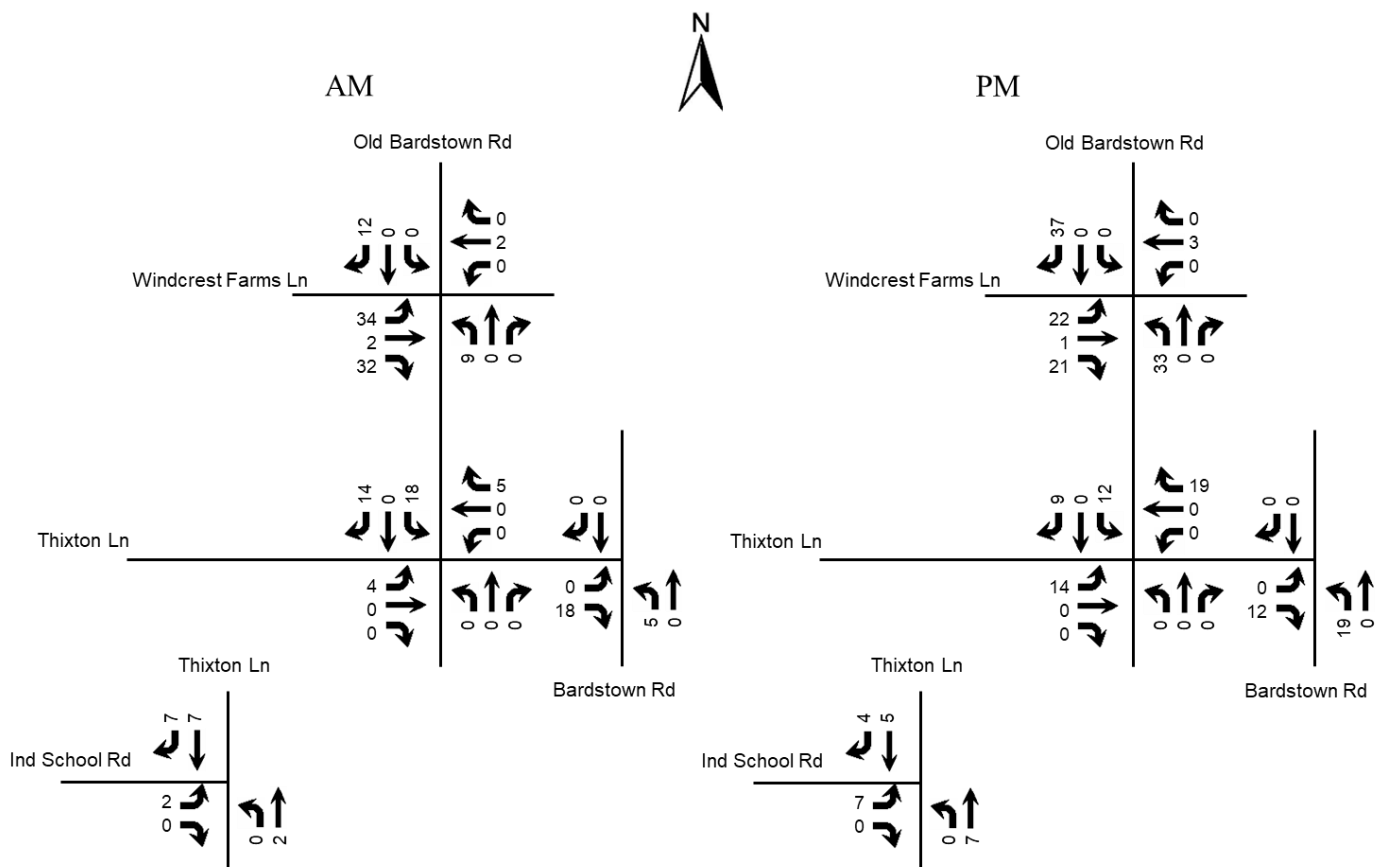 N
AM
PM
Old Bardstown Rd
12 0 0
0
2
0
Windcrest Farms Ln
34
2
32
9 0 0
Thixton Ln
14 0 18
5
0
0
4
0
0
0 0 0
0 0
0
18
5 0
Bardstown Rd
Thixton Ln
7 7
Ind School Rd
2
0
0 2
Old Bardstown Rd
37 0 0
0
3
0
Windcrest Farms Ln
22
1
21
33 0 0
Thixton Ln
9 0 12
19
0
0
14
0
0
0 0 0
0 0
0
12
19 0
Bardstown Rd
Thixton Ln
4 5
Ind School Rd
7
0
0 7